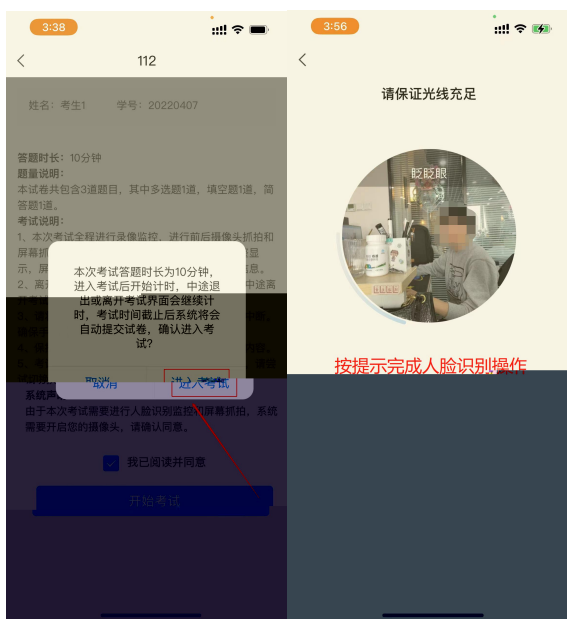 3:38
112
姓名：考生1 学号：20220407
答题时长：10分钟
题量说明：
本试卷共包含3道题目，其中多选题1道，填空题1道，简
答题1道。
考试说明：
1、本次考试全程进行录像监控，进行前后摄像头抓拍和
屏幕抓
显
示，屏
信息。
2、离
中途离
本次考试答题时长为10分钟，
进入考试后开始计时，中途退
出或离开考试界面会继续计
时，考试时间截止后系统将会
自动提交试卷，确认进入考
试?
取消 进入考试
系统声
由于本次考试需要进行人脸识别监控和屏幕抓拍，系统
需要开启您的摄像头，请确认同意。
我已阅读并同意
开始考试
3:56
请保证光线充足
眨眨眼
按提示完成人脸识别操作